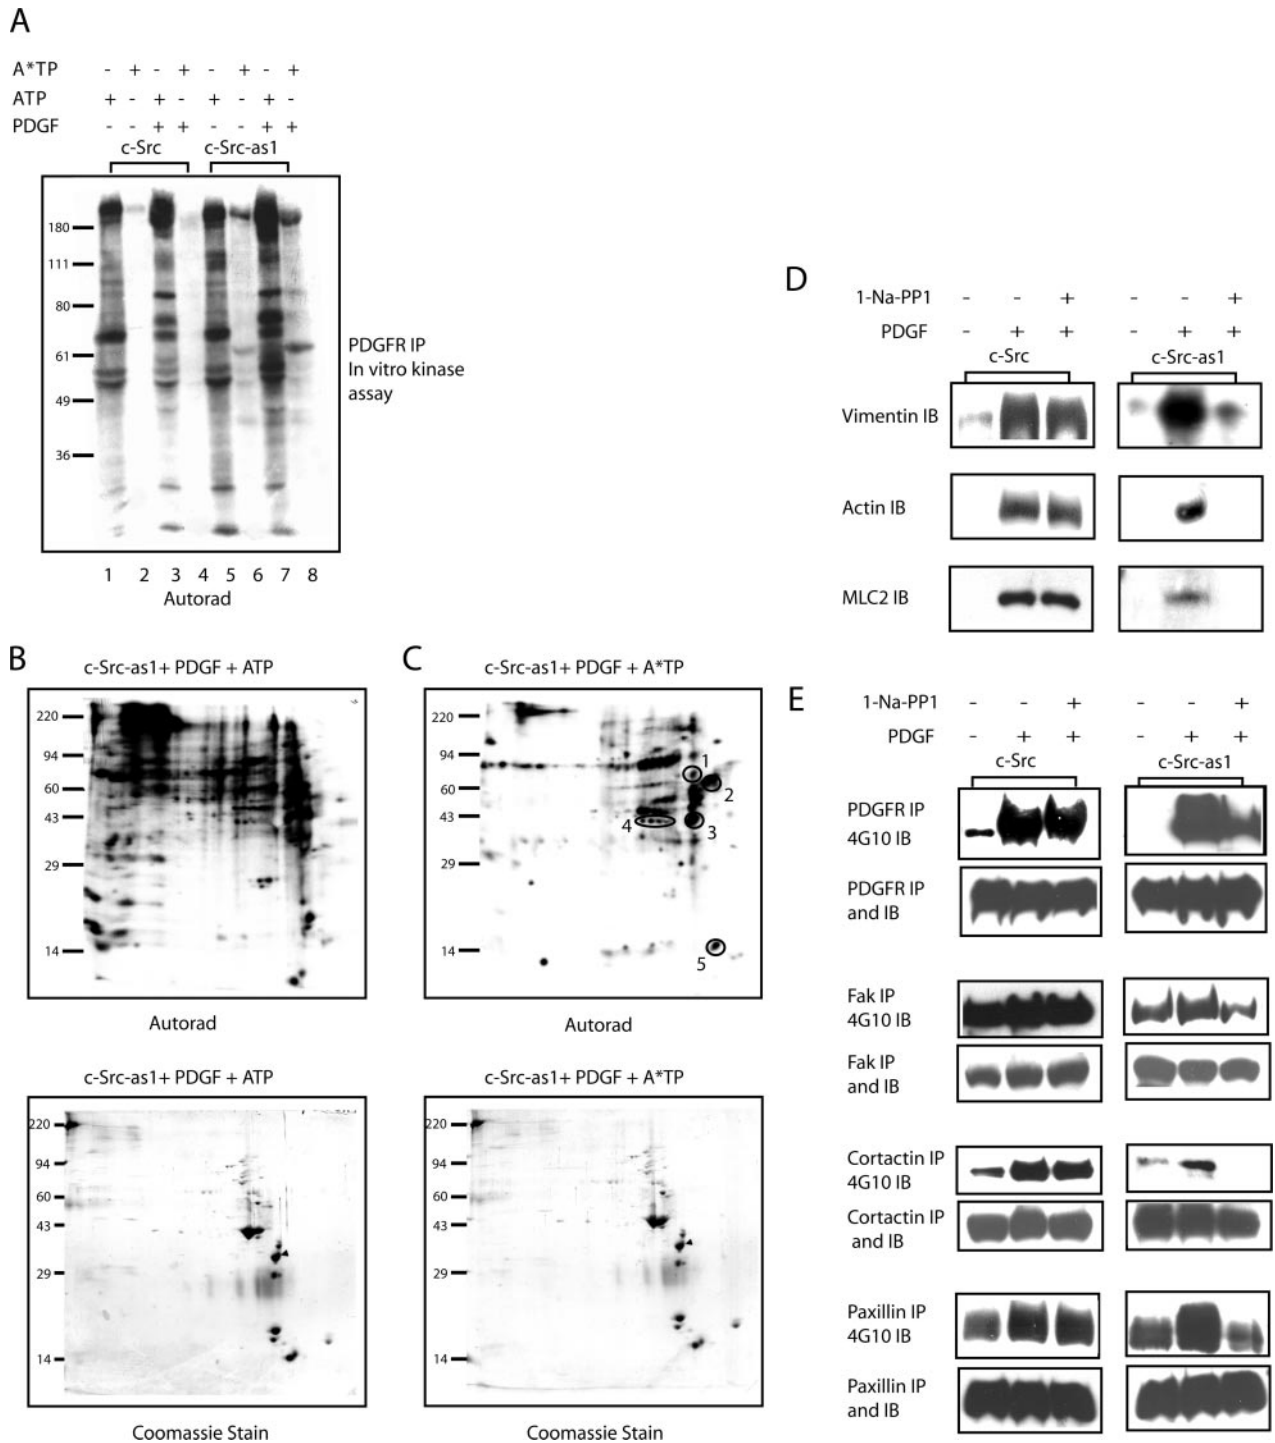 A
A*TP - + - + - + - +
ATP + - + - + - + -
PDGF - - + + - - + +
c-Src c-Src-as1
180
111
80
61
49
36
PDGFR IP
In vitro kinase
assay
1 2 3 4 5 6 7 8
Autorad
B
c-Src-as1+ PDGF + ATP
220
94
60
43
29
14
Autorad
c-Src-as1+ PDGF + ATP
220
94
60
43
29
14
Coomassie Stain
C
c-Src-as1+ PDGF + A*TP
220
94
60
43
29
14
1
2
3
4
5
Autorad
c-Src-as1+ PDGF + A*TP
220
94
60
43
29
14
Coomassie Stain
D
1-Na-PP1 - - + - - +
PDGF - + + - + +
c-Src c-Src-as1
Vimentin IB
Actin IB
MLC2 IB
E
1-Na-PP1 - - + - - +
PDGF - + + - + +
c-Src c-Src-as1
PDGFR IP
4G10 IB
PDGFR IP
and IB
Fak IP
4G10 IB
Fak IP
and IB
Cortactin IP
4G10 IB
Cortactin IP
and IB
Paxillin IP
4G10 IB
Paxillin IP
and IB